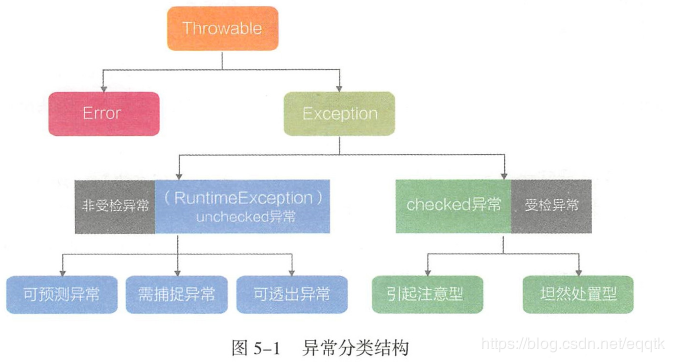 Throwable
Error
Exception
非受检异常
（RuntimeException）
unchecked异常
checked异常
受检异常
可预测异常
需捕捉异常
可透出异常
引起注意型
坦然处置型
图 5-1 异常分类结构
https://blog.csdn.net/eqqtk